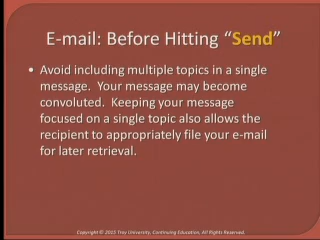 E-mail: Before Hitting “Send”
• Avoid including multiple topics in a single
message.  Your message may become
convoluted.  Keeping your message
focused on a single topic also allows the
recipient to appropriately file your e-mail
for later retrieval.
Copyright © 2015 Troy University, Continuing Education, All Rights Reserved.